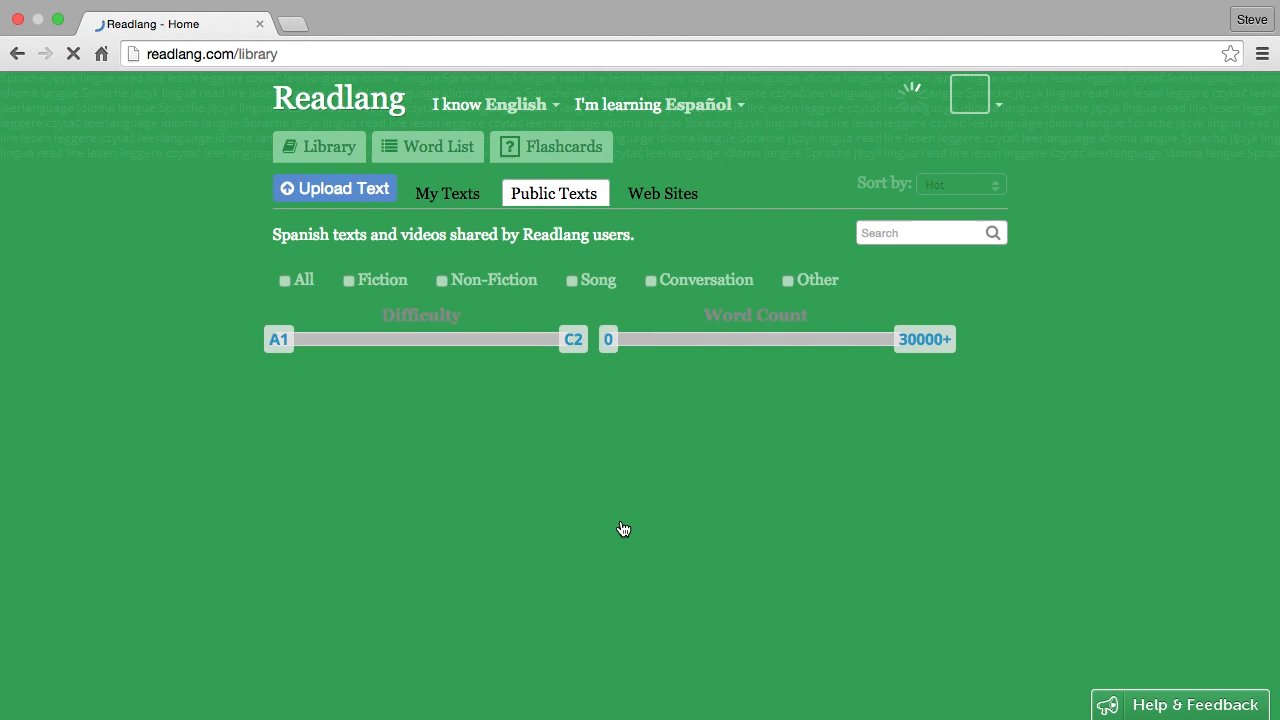 Readlang - Home
Steve
readlang.com/library
Readlang I know English I'm learning Español
Library Word List Flashcards
Upload Text My Texts Public Texts Web Sites Sort by: Hot
Spanish texts and videos shared by Readlang users. Search
All Fiction Non-Fiction Song Conversation Other
Difficulty Word Count
A1 C2 0 30000+
Help & Feedback